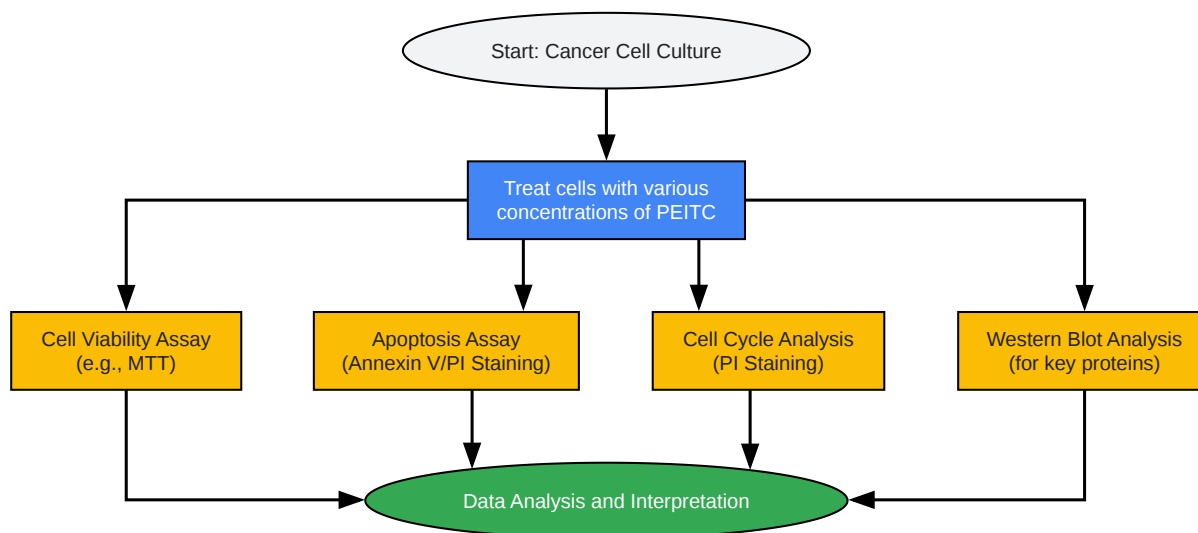 Start: Cancer Cell Culture
Treat cells with various
concentrations of PEITC
Cell Viability Assay
(e.g., MTT)
Apoptosis Assay
(Annexin V/PI Staining)
Cell Cycle Analysis
(PI Staining)
Western Blot Analysis
(for key proteins)
Data Analysis and Interpretation